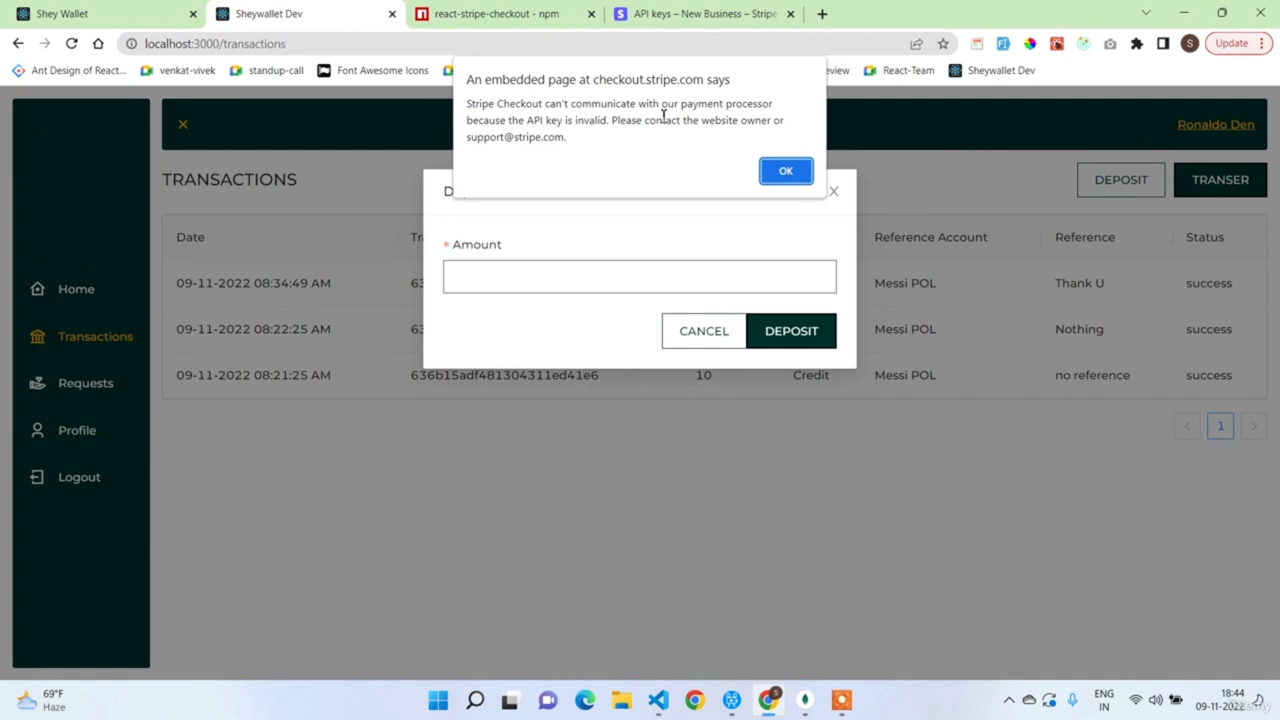 Shey Wallet
Sheywallet Dev
react-stripe-checkout - npm
API keys – New Business – Stripe
localhost:3000/transactions
S
Update
Ant Design of React...
venkat-vivek
standup-call
Font Awesome Icons
eview
React-Team
Sheywallet Dev
An embedded page at checkout.stripe.com says
Stripe Checkout can't communicate with our payment processor
because the API key is invalid. Please contact the website owner or
support@stripe.com.
OK
Ronaldo Den
TRANSACTIONS
DEPOSIT
TRANSER
D
Date
Tr
Reference Account
Reference
Status
* Amount
09-11-2022 08:34:49 AM
63
Messi POL
Thank U
success
09-11-2022 08:22:25 AM
63
Messi POL
Nothing
success
CANCEL
DEPOSIT
09-11-2022 08:21:25 AM
636b15adf481304311ed41e6
10
Credit
Messi POL
no reference
success
1
Home
Transactions
Requests
Profile
Logout
69°F
Haze
ENG
IN
18:44
09-11-2022